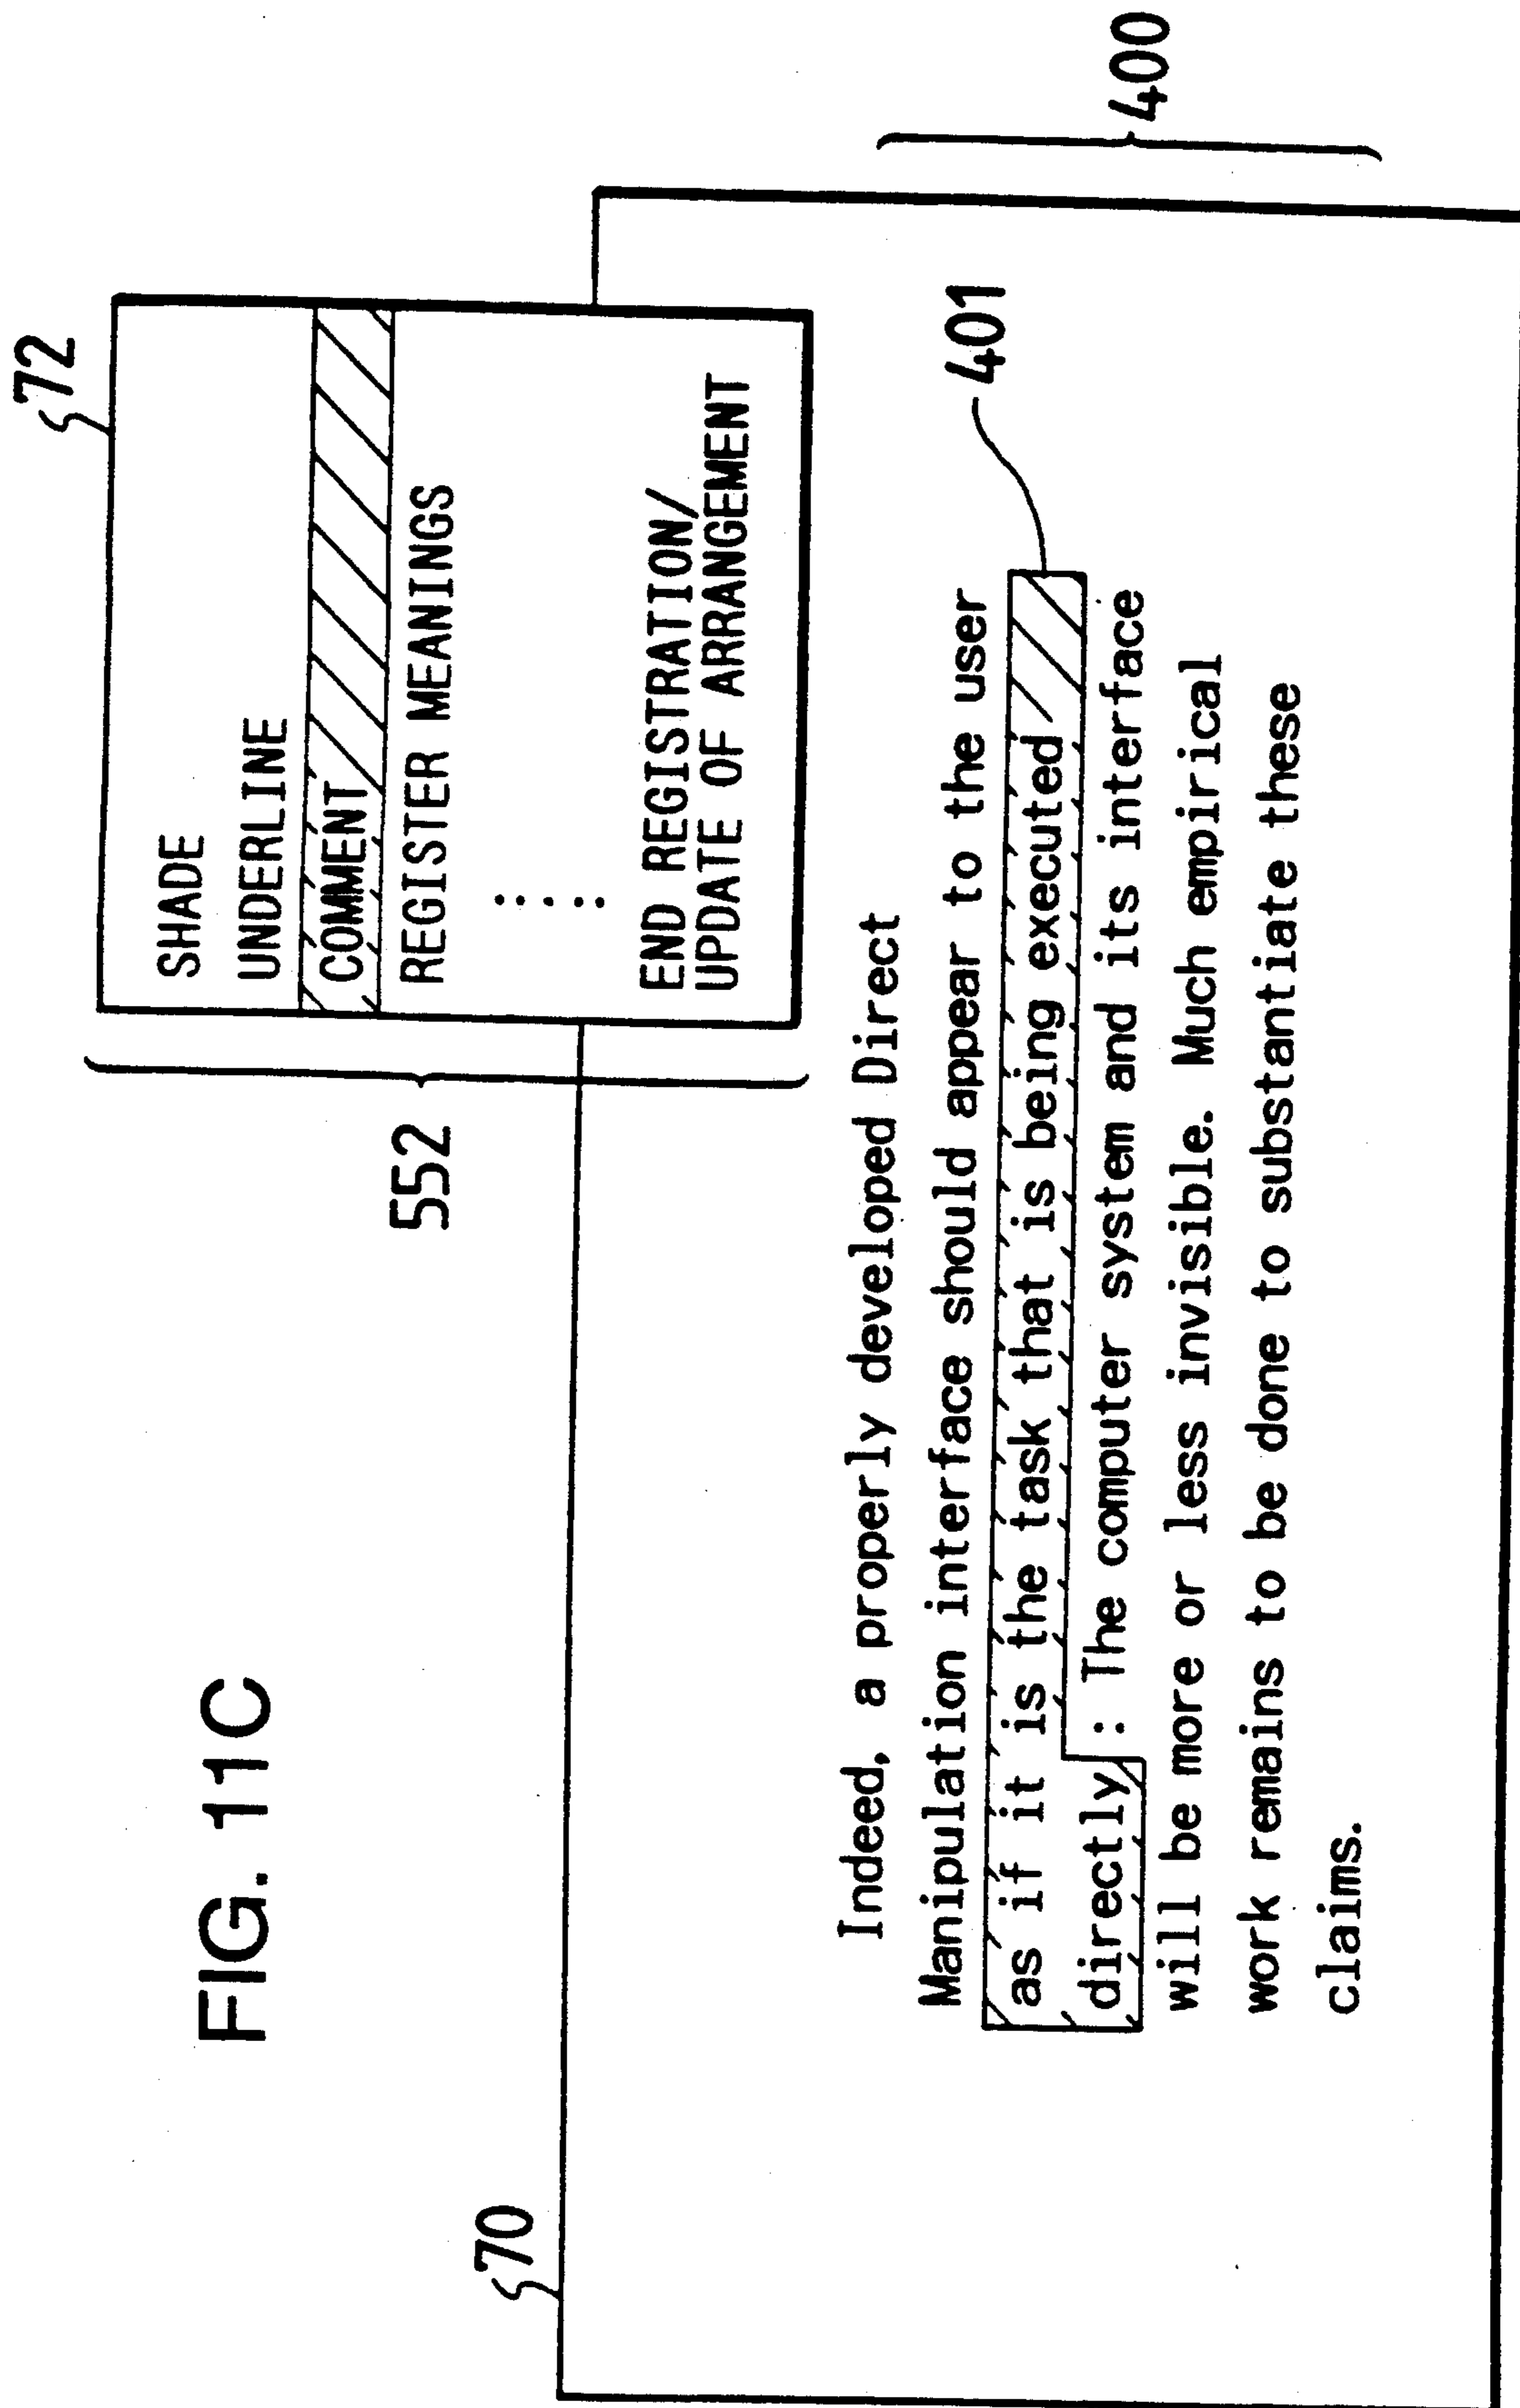 FIG. 11C
72
SHADE
UNDERLINE
COMMENT
REGISTER MEANINGS
.....
END REGISTRATION/
UPDATE OF ARRANGEMENT
552
70
Indeed, a properly developed Direct
Manipulation interface should appear to the user
as if it is the task that is being executed
directly : The computer system and its interface
will be more or less invisible. Much empirical
work remains to be done to substantiate these
claims.
401
400